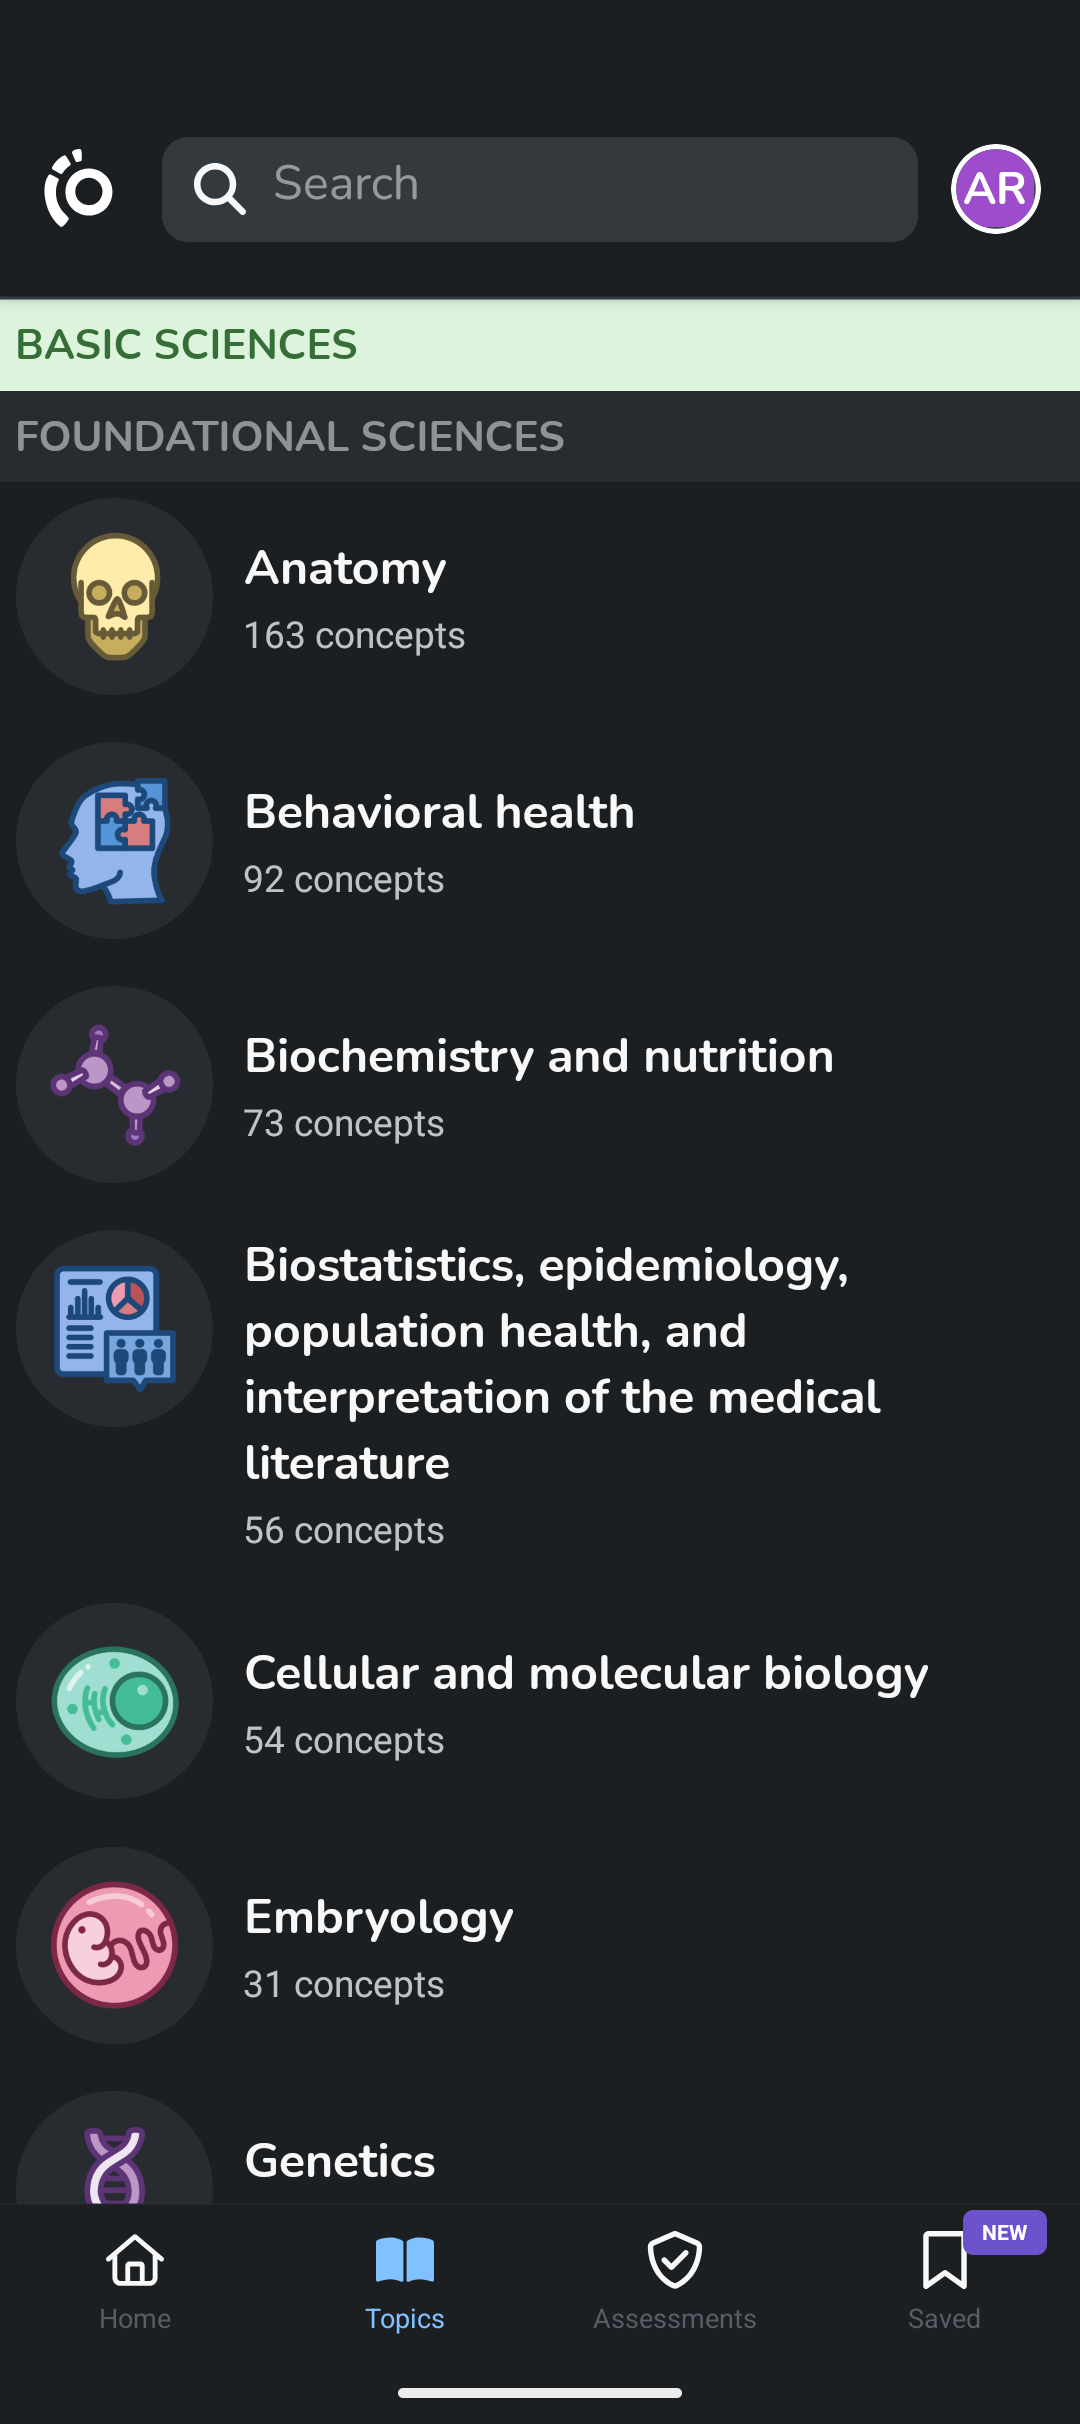 Search
AR
BASIC SCIENCES
FOUNDATIONAL SCIENCES
Anatomy
163 concepts
Behavioral health
92 concepts
Biochemistry and nutrition
73 concepts
Biostatistics, epidemiology,
population health, and
interpretation of the medical
literature
56 concepts
Cellular and molecular biology
54 concepts
Embryology
31 concepts
Genetics
NEW
Home
Topics
Assessments
Saved